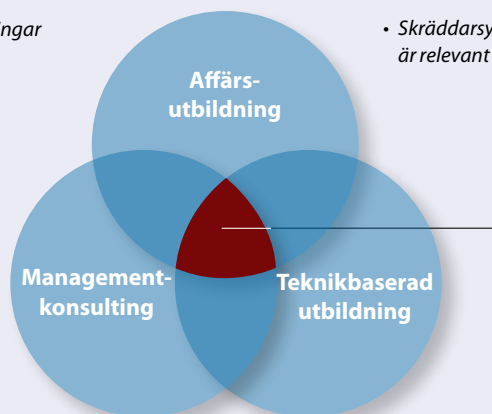 ingar
• Skräddarsy
är relevant
Affärs-
utbildning
Management-
konsulting
Teknikbaserad
utbildning